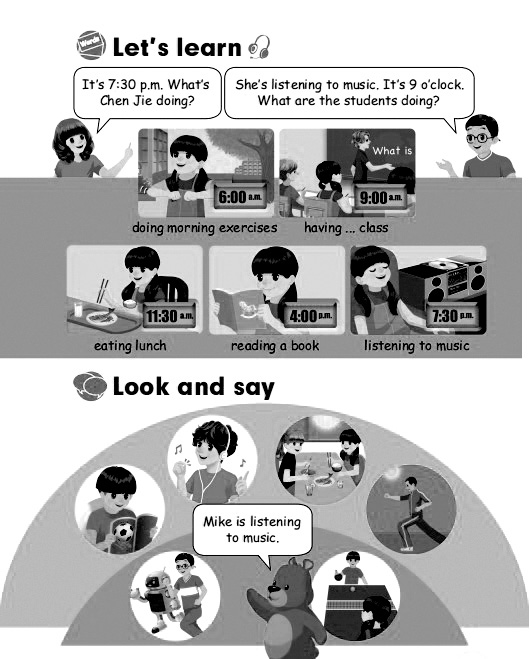 Words
Let's learn
It's 7:30 p.m. What's
Chen Jie doing?
She's listening to music. It's 9 o'clock.
What are the students doing?
What is
6:00 a.m.
9:00 a.m.
doing morning exercises
having ... class
11:30 a.m.
4:00 p.m.
7:30 p.m.
eating lunch
reading a book
listening to music
Look and say
Mike is listening
to music.